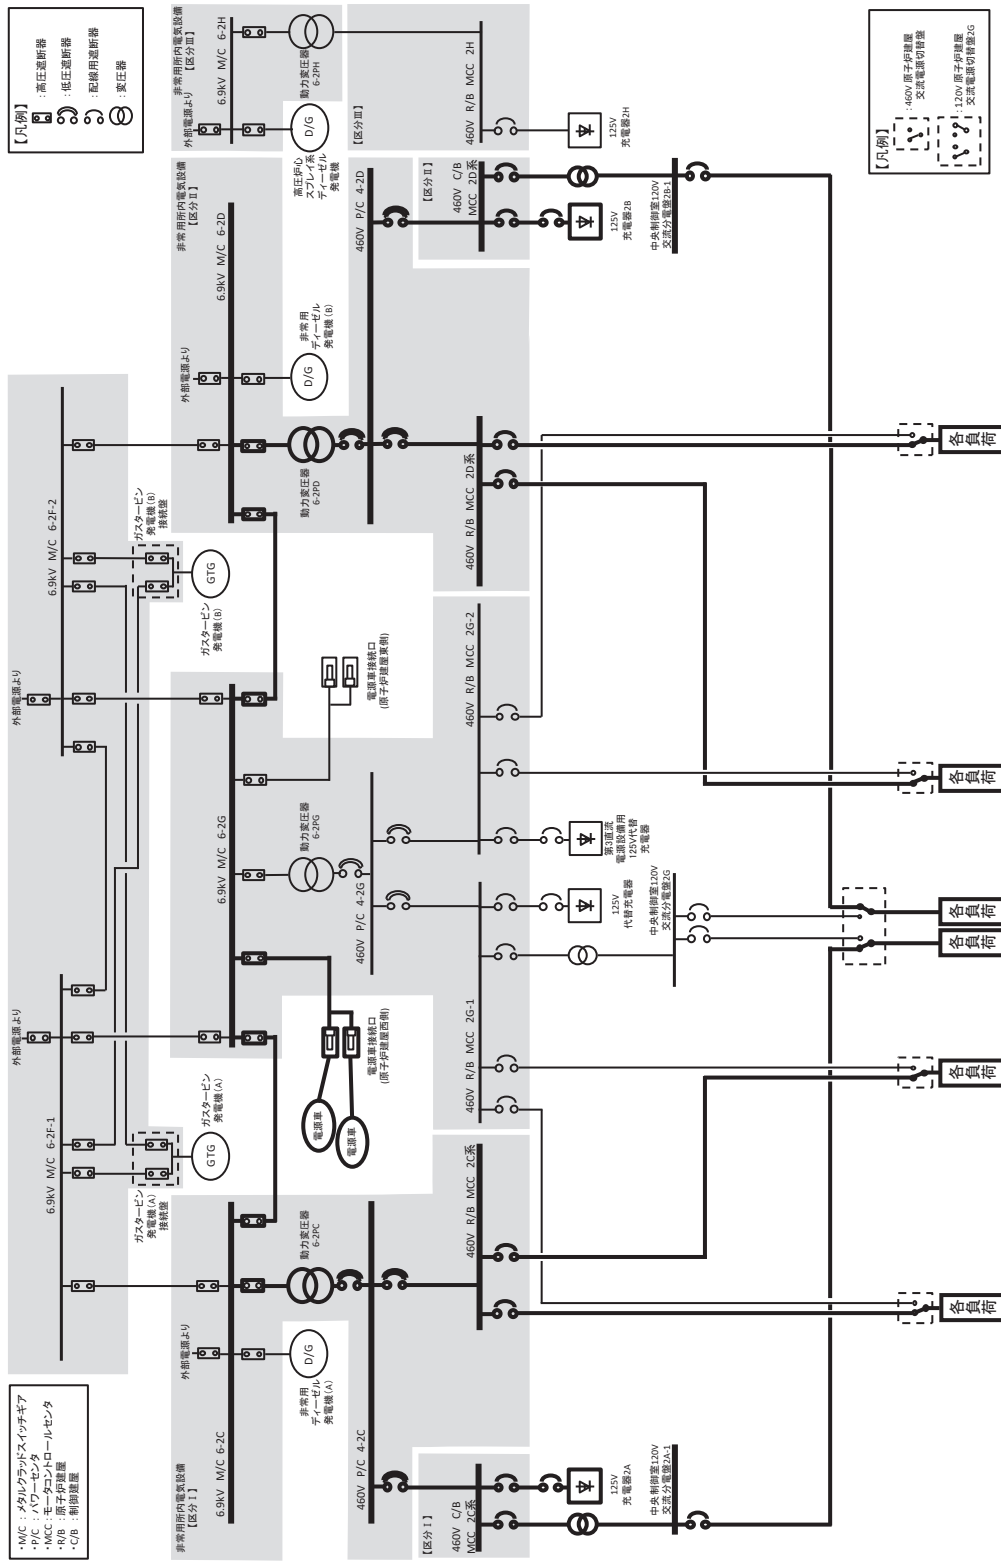 ・M/C : メタルクラッドスイッチギア
・P/C : パワーセンタ
・MCC : モータコントロールセンタ
・R/B : 原子炉建屋
・C/B : 制御建屋
【凡例】
: 高圧遮断器
: 低圧遮断器
: 配線用遮断器
: 変圧器
外部電源より
外部電源より
6.9kV M/C 6-2F-1
6.9kV M/C 6-2F-2
ガスタービン
発電機(A)
接続盤
GTG
ガスタービン
発電機(A)
ガスタービン
発電機(B)
GTG
ガスタービン
発電機(B)
接続盤
非常用所内電気設備
【区分Ⅰ】
外部電源より
6.9kV M/C 6-2C
6.9kV M/C 6-2G
非常用所内電気設備
【区分Ⅱ】
外部電源より
6.9kV M/C 6-2D
非常用所内電気設備
【区分Ⅲ】
外部電源より
6.9kV M/C 6-2H
D/G
非常用
ディーゼル
発電機(A)
動力変圧器
6-2PC
電源車
電源車
電源車接続口
(原子炉建屋西側)
動力変圧器
6-2PG
電源車接続口
(原子炉建屋東側)
動力変圧器
6-2PD
D/G
非常用
ディーゼル
発電機(B)
D/G
高圧炉心
スプレイ系
ディーゼル
発電機
動力変圧器
6-2PH
460V P/C 4-2C
460V P/C 4-2G
460V P/C 4-2D
【区分Ⅰ】
460V C/B
MCC 2C系
460V R/B MCC 2C系
460V R/B MCC 2G-1
460V R/B MCC 2G-2
460V R/B MCC 2D系
【区分Ⅱ】
460V C/B
MCC 2D系
【区分Ⅲ】
460V R/B MCC 2H
125V
充電器2A
125V
代替充電器
第3直流
電源設備用
125V代替
充電器
125V
充電器2B
125V
充電器2H
中央制御室120V
交流分電盤2A-1
中央制御室120V
交流分電盤2G
中央制御室120V
交流分電盤2B-1
各負荷
各負荷
各負荷
各負荷
各負荷
各負荷
【凡例】
: 460V 原子炉建屋
交流電源切替盤
: 120V 原子炉建屋
交流電源切替盤2G